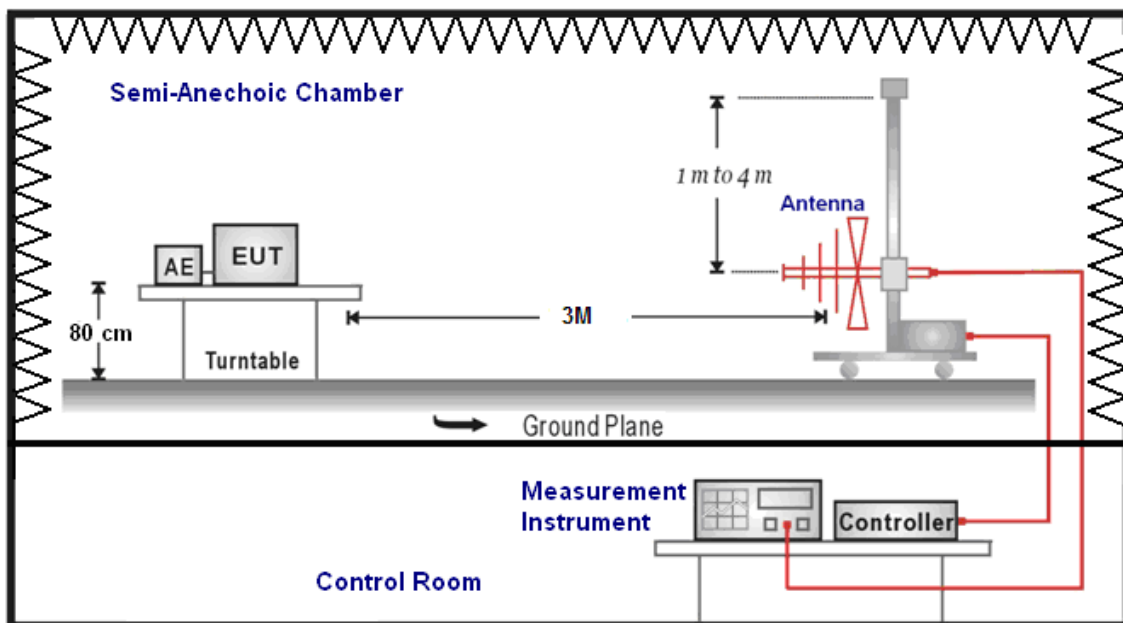 Semi-Anechoic Chamber
1 m to 4 m
Antenna
AE
EUT
80 cm
3M
Turntable
Ground Plane
Measurement
Instrument
Controller
Control Room